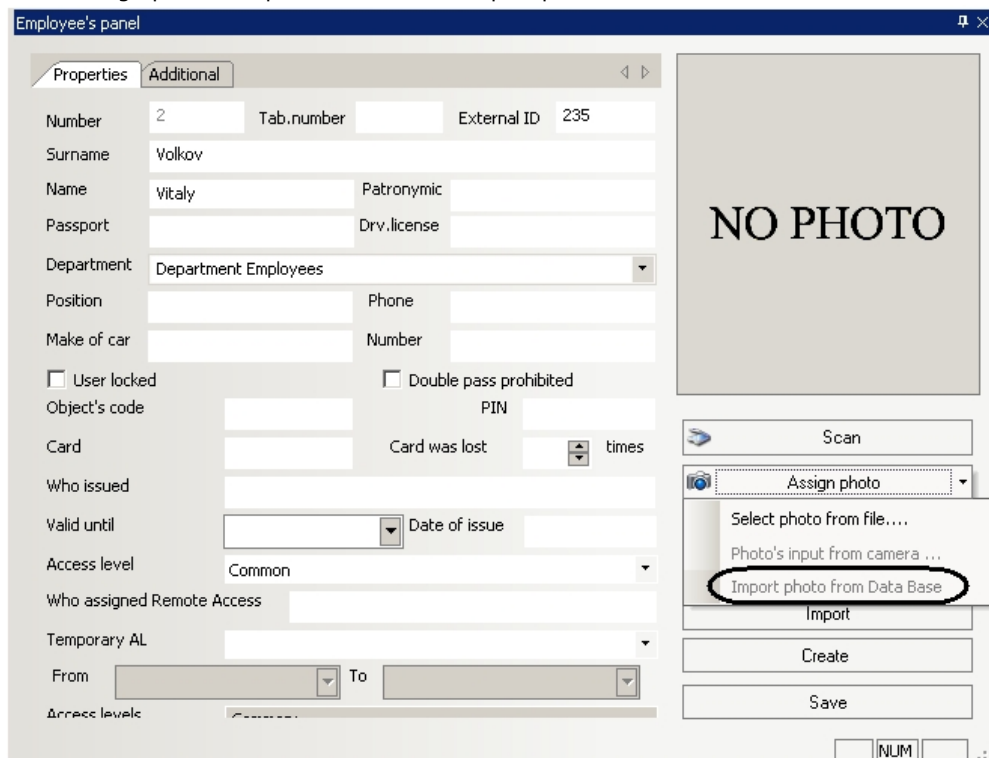 Employee's panel
Properties Additional
Number 2 Tab.number External ID 235
Surname Volkov
Name Vitaly Patronymic
Passport Drv.license
Department Department Employees
Position Phone
Make of car Number
User locked Double pass prohibited
Object's code PIN
Card Card was lost times
Who issued
Valid until Date of issue
Access level Common
Who assigned Remote Access
Temporary AL
From To
Access levels
NO PHOTO
Scan
Assign photo
Select photo from file....
Photo's input from camera ...
Import photo from Data Base
Import
Create
Save
NUM